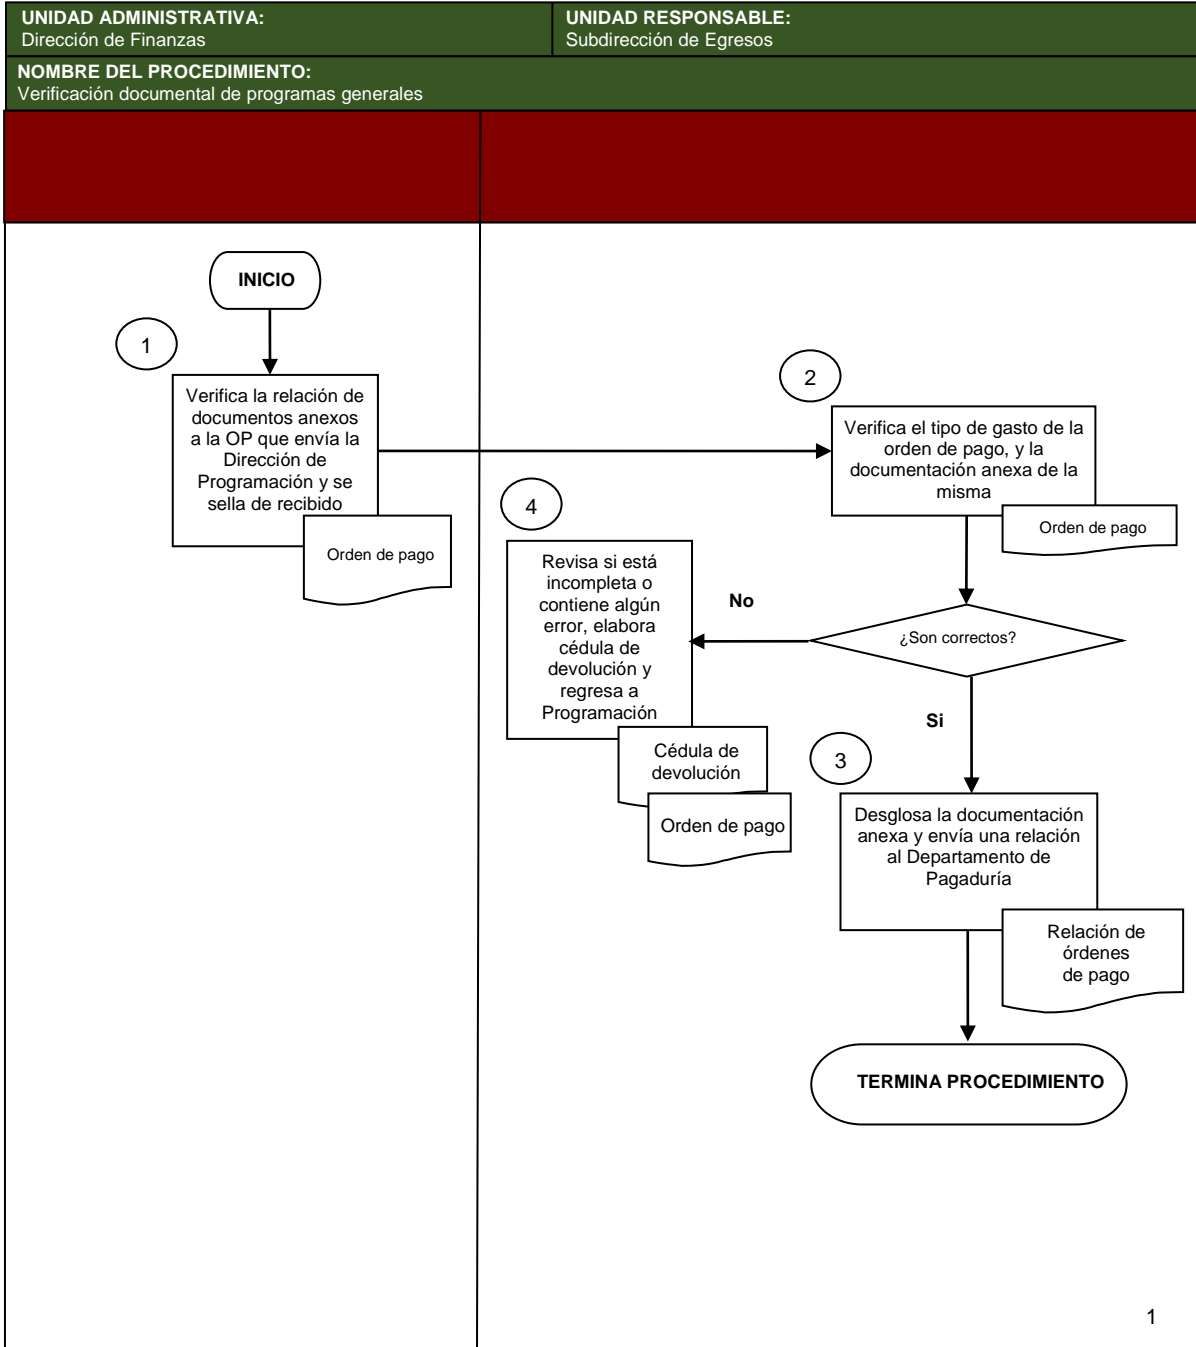 UNIDAD ADMINISTRATIVA:
Dirección de Finanzas
UNIDAD RESPONSABLE:
Subdirección de Egresos
NOMBRE DEL PROCEDIMIENTO:
Verificación documental de programas generales
INICIO
1
Verifica la relación de
documentos anexos
a la OP que envía la
Dirección de
Programación y se
sella de recibido
Orden de pago
2
Verifica el tipo de gasto de la
orden de pago, y la
documentación anexa de la
misma
Orden de pago
¿Son correctos?
No
4
Revisa si está
incompleta o
contiene algún
error, elabora
cédula de
devolución y
regresa a
Programación
Cédula de
devolución
Orden de pago
Si
3
Desglosa la documentación
anexa y envía una relación
al Departamento de
Pagaduría
Relación de
órdenes
de pago
TERMINA PROCEDIMIENTO
1